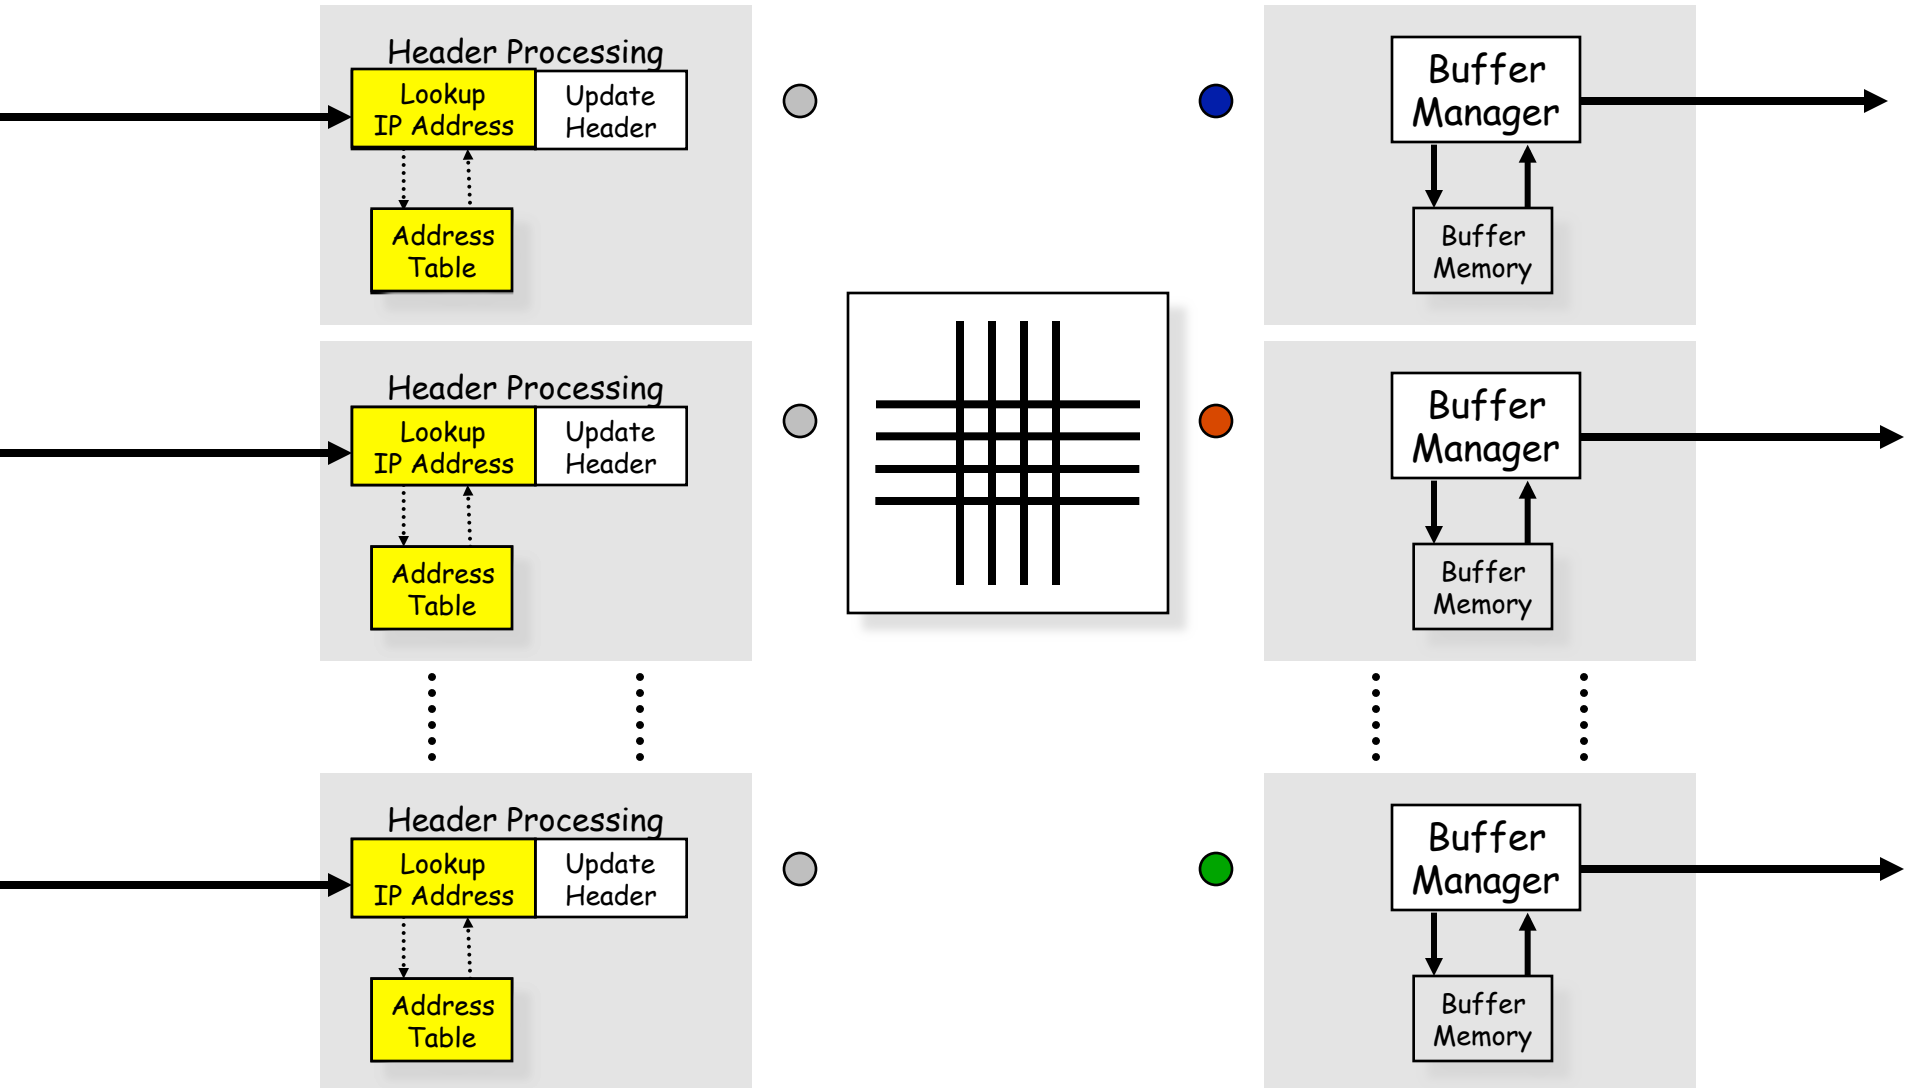 Header Processing
Lookup
IP Address
Update
Header
Address
Table
Buffer
Manager
Buffer
Memory
Header Processing
Lookup
IP Address
Update
Header
Address
Table
Buffer
Manager
Buffer
Memory
Header Processing
Lookup
IP Address
Update
Header
Address
Table
Buffer
Manager
Buffer
Memory